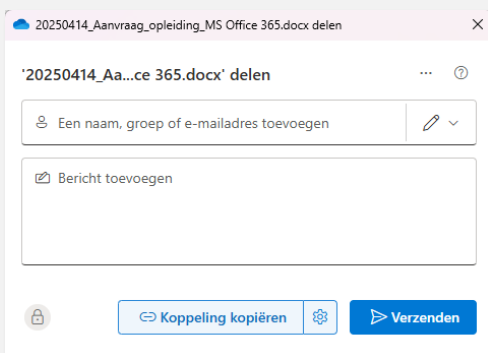 20250414_Aanvraag_opleiding_MS Office 365.docx delen
'20250414_Aa...ce 365.docx' delen
Een naam, groep of e-mailadres toevoegen
Bericht toevoegen
Koppeling kopiëren
Verzenden